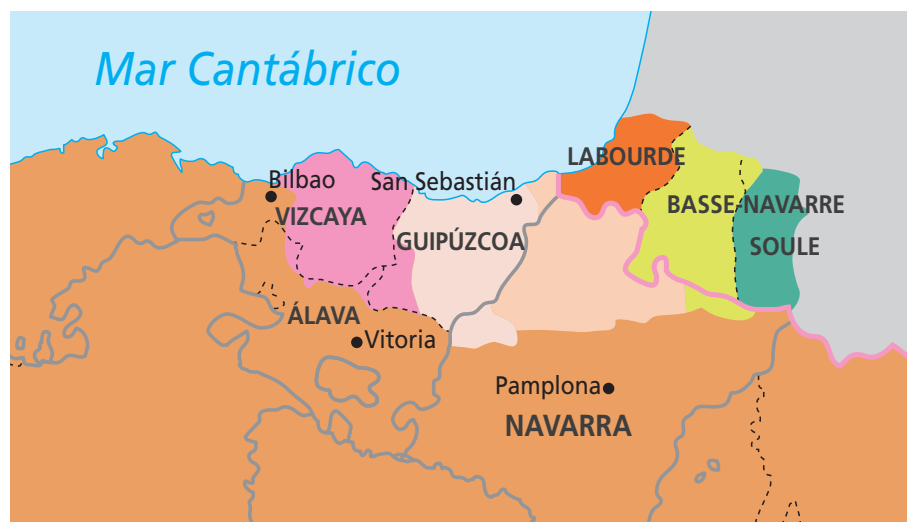 Mar Cantábrico
LABOURDE
Bilbao
San Sebastián
VIZCAYA
BASSE-NAVARRE
GUIPÚZCOA
SOULE
ÁLAVA
Vitoria
Pamplona
NAVARRA